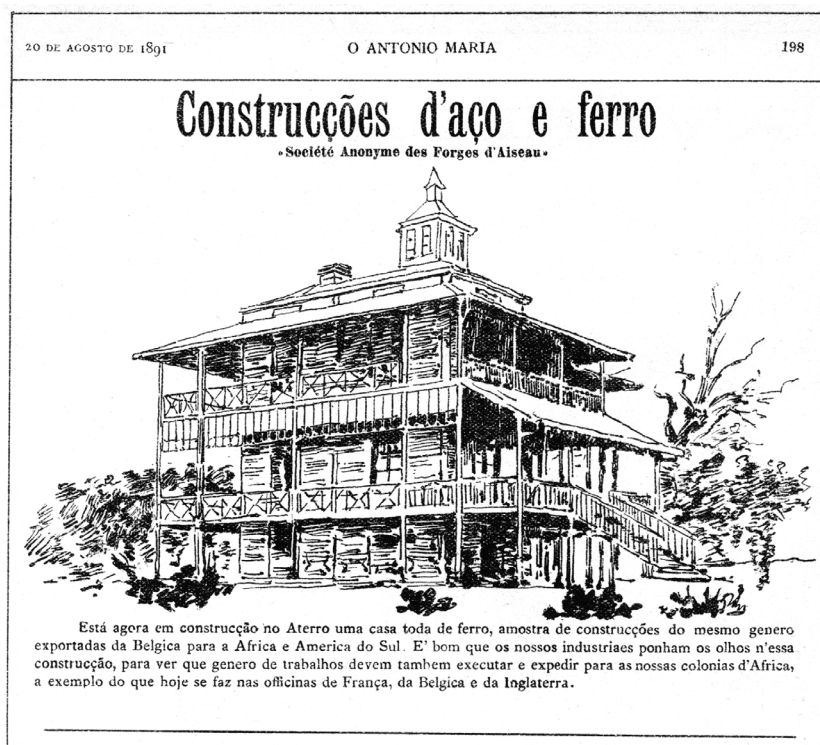 20 DE AGOSTO DE 1891 O ANTONIO MARIA 198
Construcções d'aço e ferro
«Société Anonyme des Forges d'Aiseau»
Está agora em construcção no Aterro uma casa toda de ferro, amostra de construcções do mesmo genero
exportadas da Belgica para a Africa e America do Sul. E' bom que os nossos industriaes ponham os olhos n'essa
construcção, para ver que genero de trabalhos devem tambem executar e expedir para as nossas colonias d'Africa,
a exemplo do que hoje se faz nas officinas de França, da Belgica e da Inglaterra.